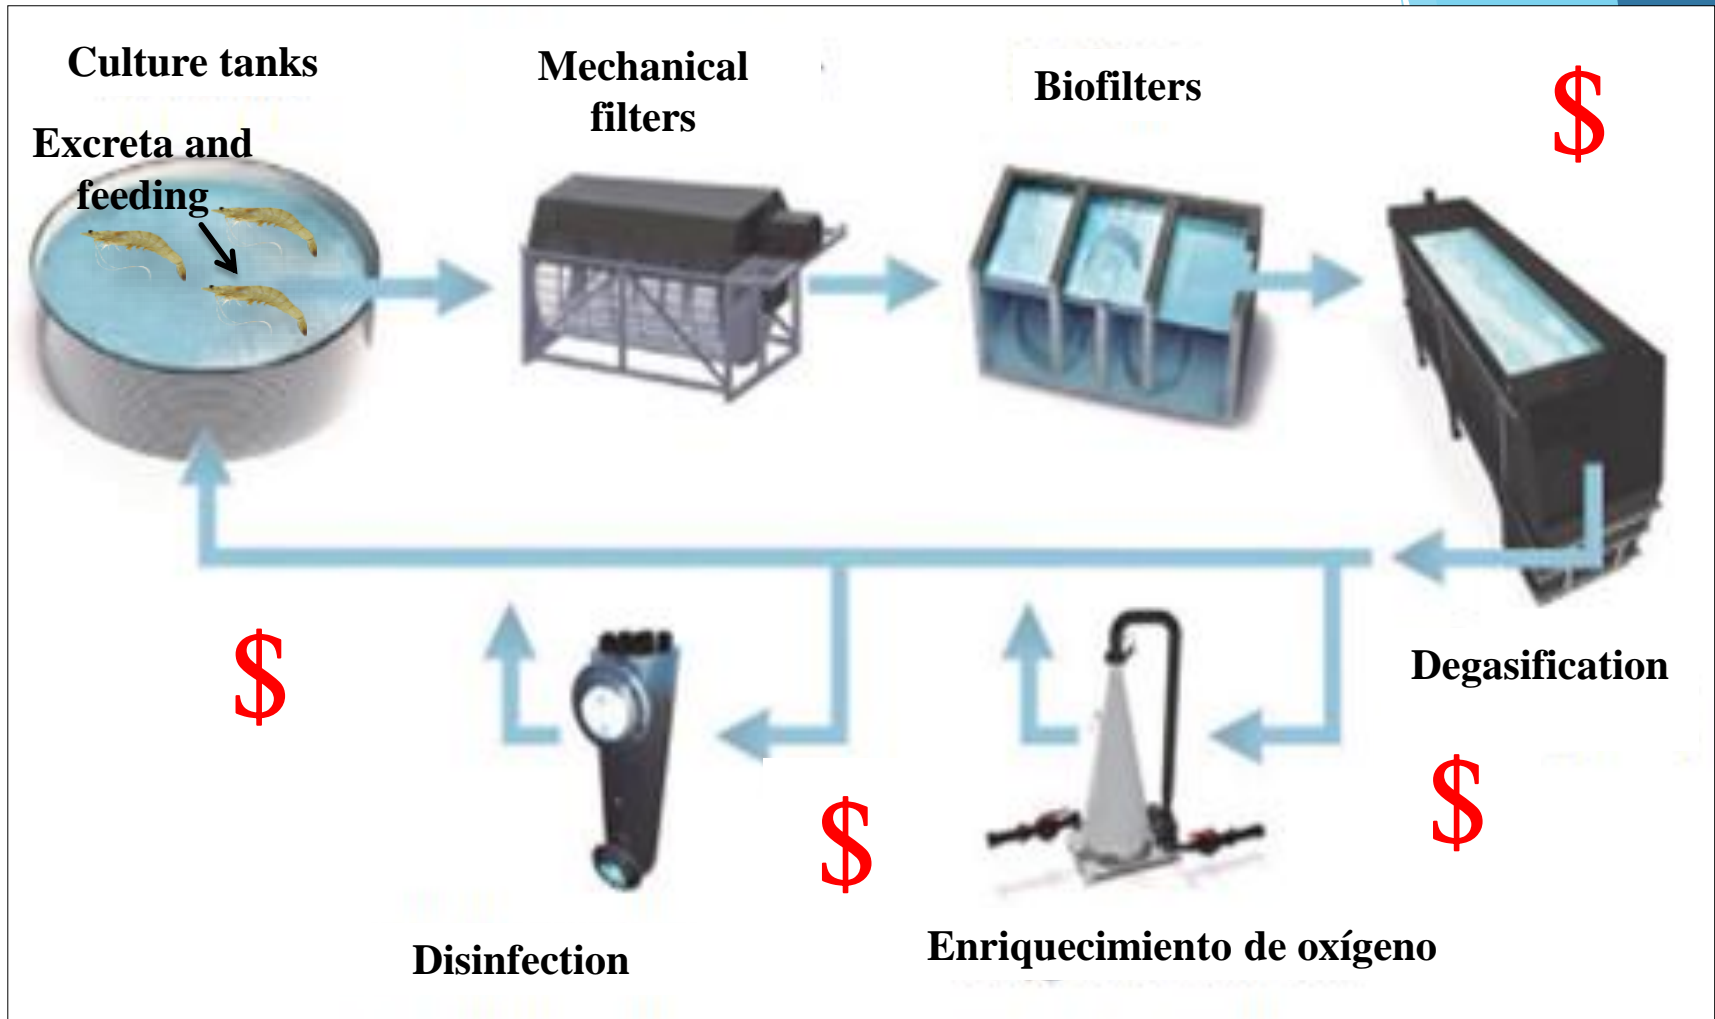 Culture tanks
Excreta and
feeding
Mechanical
filters
Biofilters
$
Degasification
$
$
$
Disinfection
Enriquecimiento de oxígeno